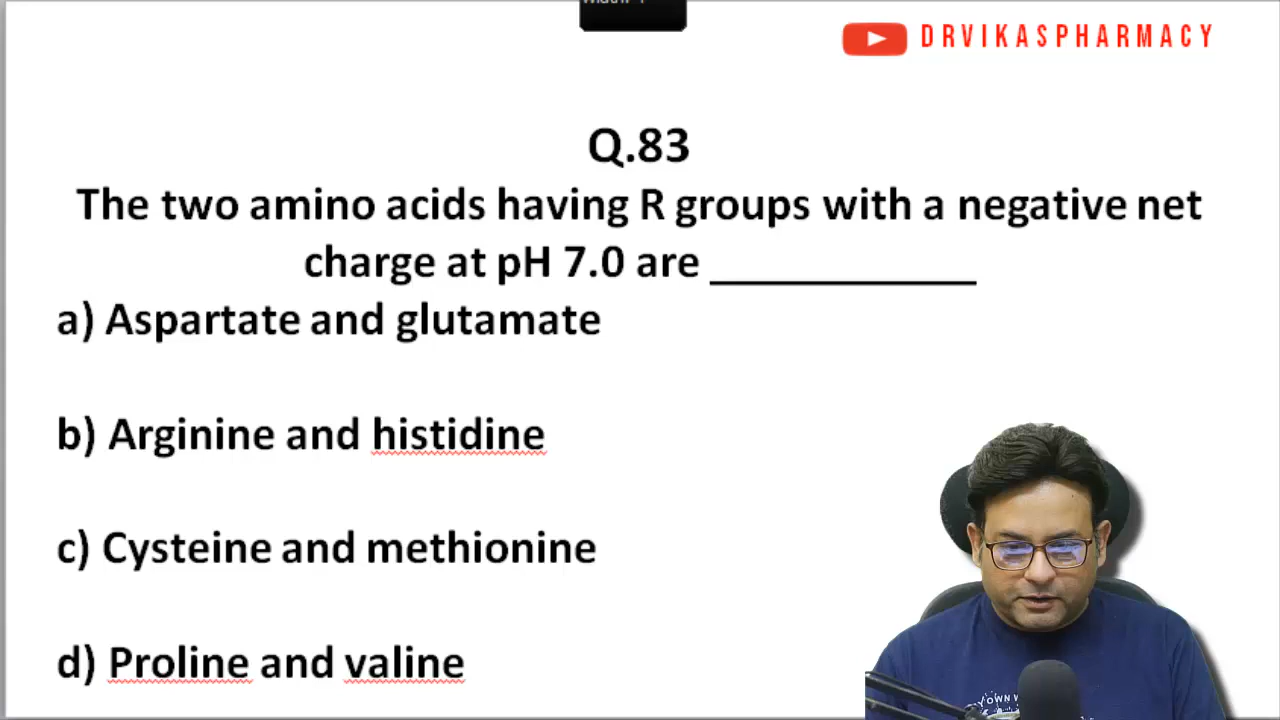 DRVIKASPHARMACY
Q.83
The two amino acids having R groups with a negative net
charge at pH 7.0 are ____________
a) Aspartate and glutamate
b) Arginine and histidine
c) Cysteine and methionine
d) Proline and valine
OWN W